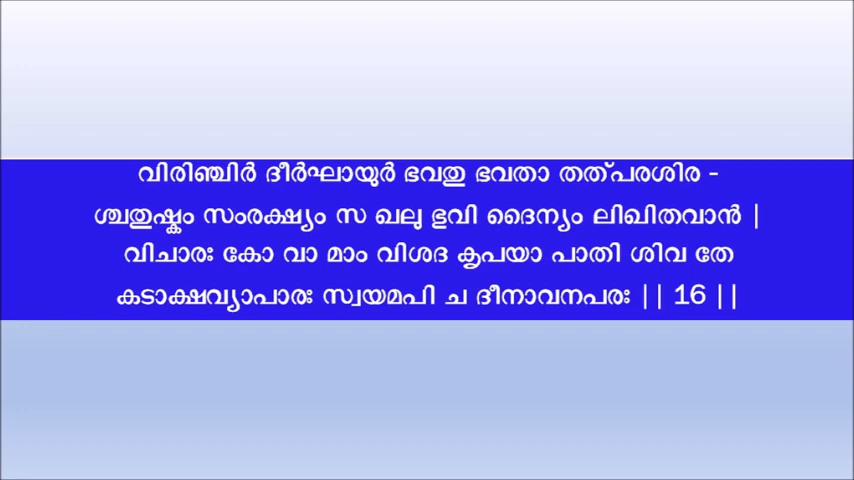 വിരിഞ്ചിർ ദീർഘായുർ ഭവതു ഭവതാ തത്പരശിര -
ശ്ചതുഷ്കം സംരക്ഷ്യം സ ഖലു ഭുവി ദൈന്യം ലിഖിതവാൻ |
വിചാരഃ കോ വാ മാം വിശദ കൃപയാ പാതി ശിവ തേ
കടാക്ഷവ്യാപാരഃ സ്വയമപി ച ദീനാവനപരഃ || 16 ||